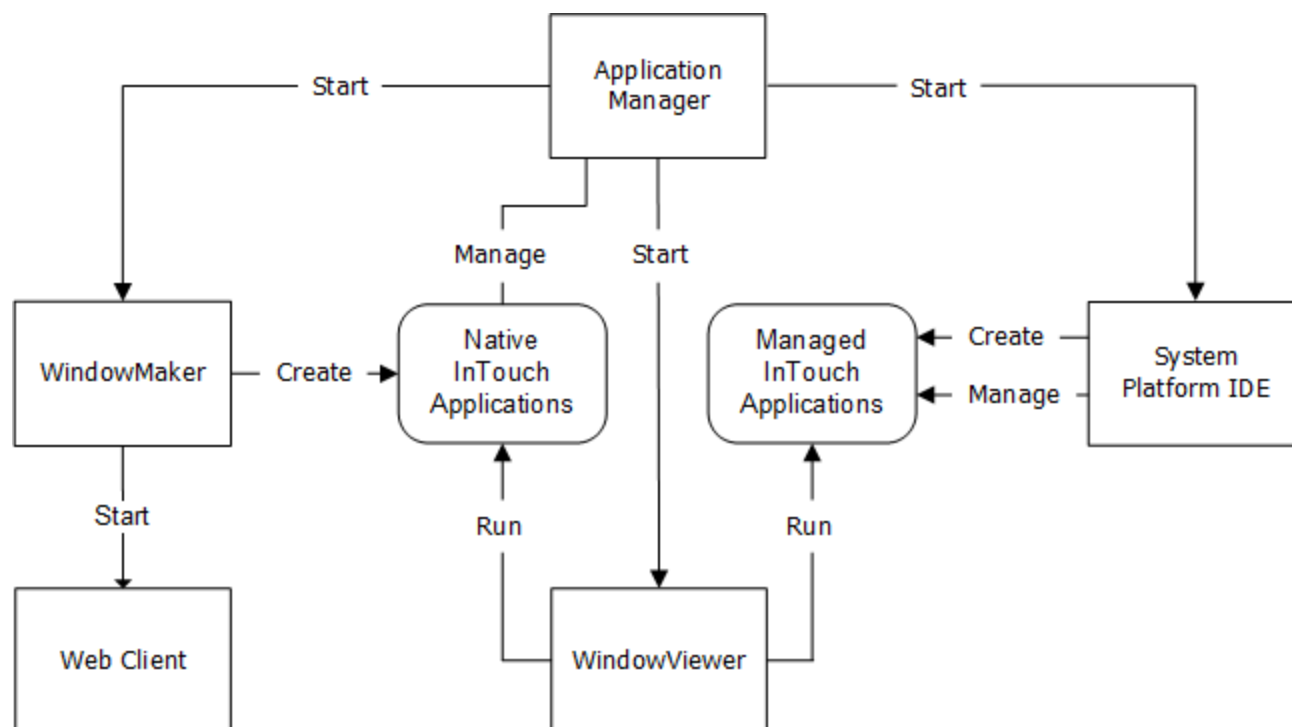 Application
Manager
Start
Start
Manage
Start
WindowMaker
Create
Native
InTouch
Applications
Managed
InTouch
Applications
Create
Manage
System
Platform IDE
Start
Run
Run
Web Client
WindowViewer